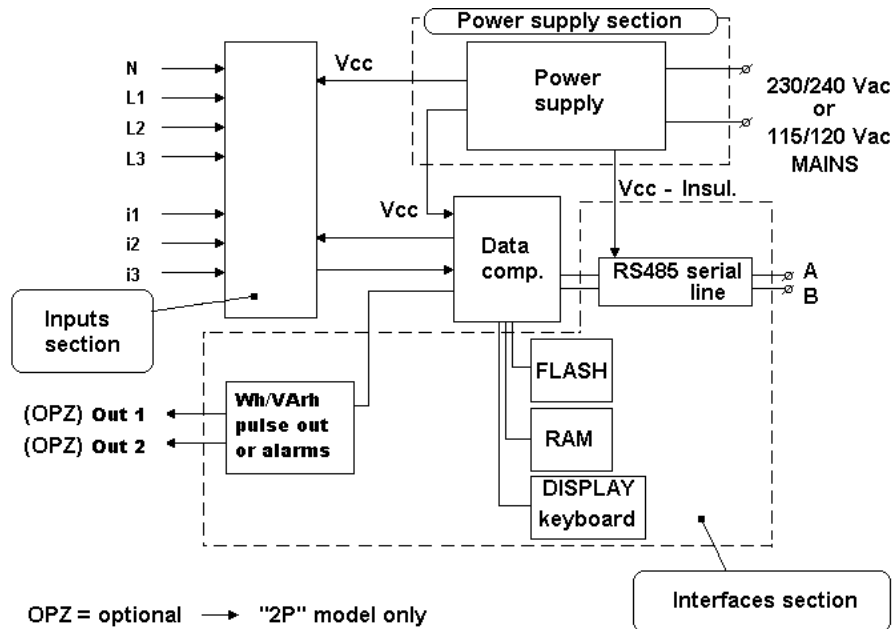 Power supply section
Vcc
Power
supply
230/240 Vac
or
115/120 Vac
MAINS
N
L1
L2
L3
i1
i2
i3
Vcc
Vcc - Insul.
Data
comp.
RS485 serial
line
A
B
Inputs
section
FLASH
RAM
DISPLAY
keyboard
Wh/VArh
pulse out
or alarms
(OPZ) Out 1
(OPZ) Out 2
Interfaces section
OPZ = optional → "2P" model only